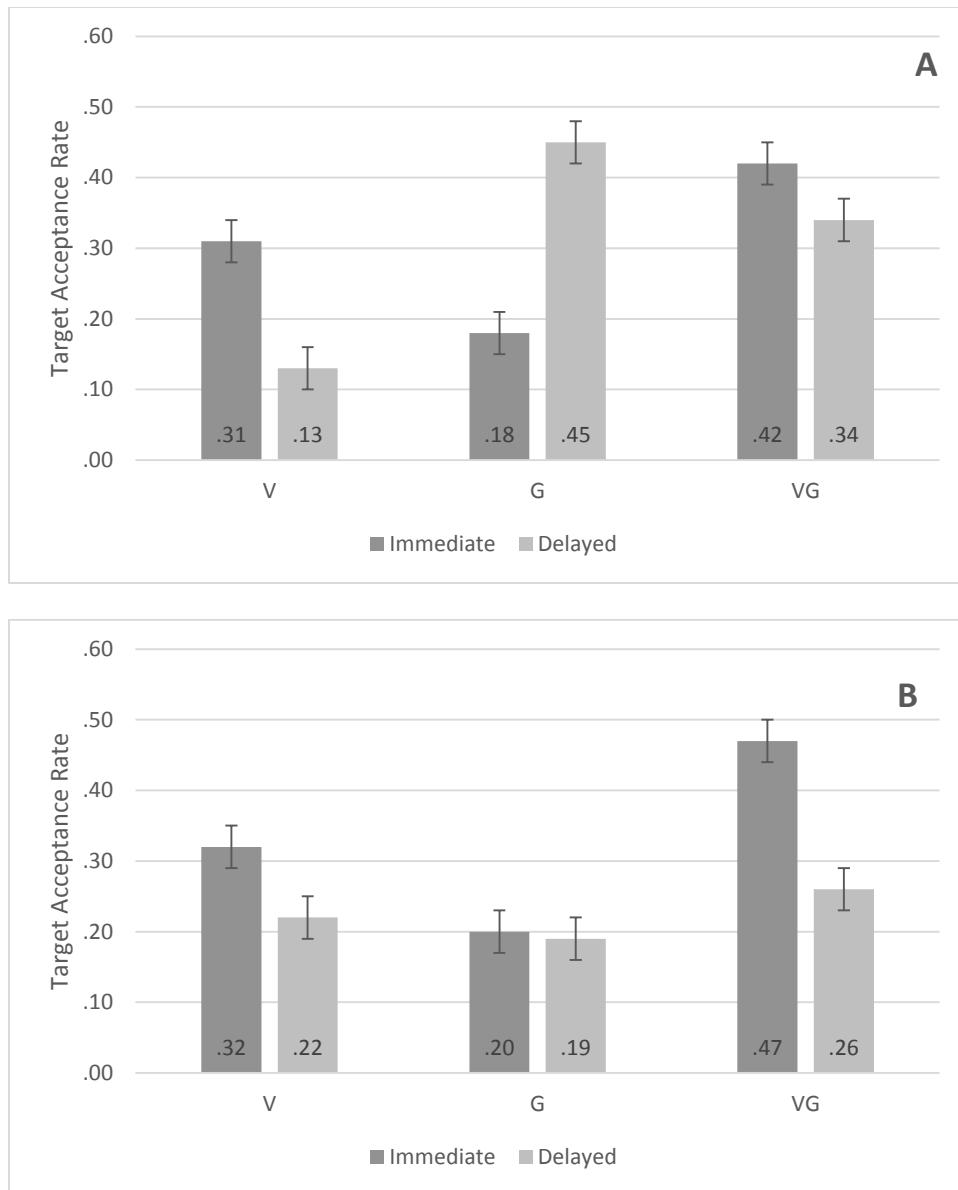 .60
A
.50
.40
.30
.20
.10
.00
Target Acceptance Rate
.31 .13 .18 .45 .42 .34
V G VG
Immediate Delayed
.60
B
.50
.40
.30
.20
.10
.00
Target Acceptance Rate
.32 .22 .20 .19 .47 .26
V G VG
Immediate Delayed